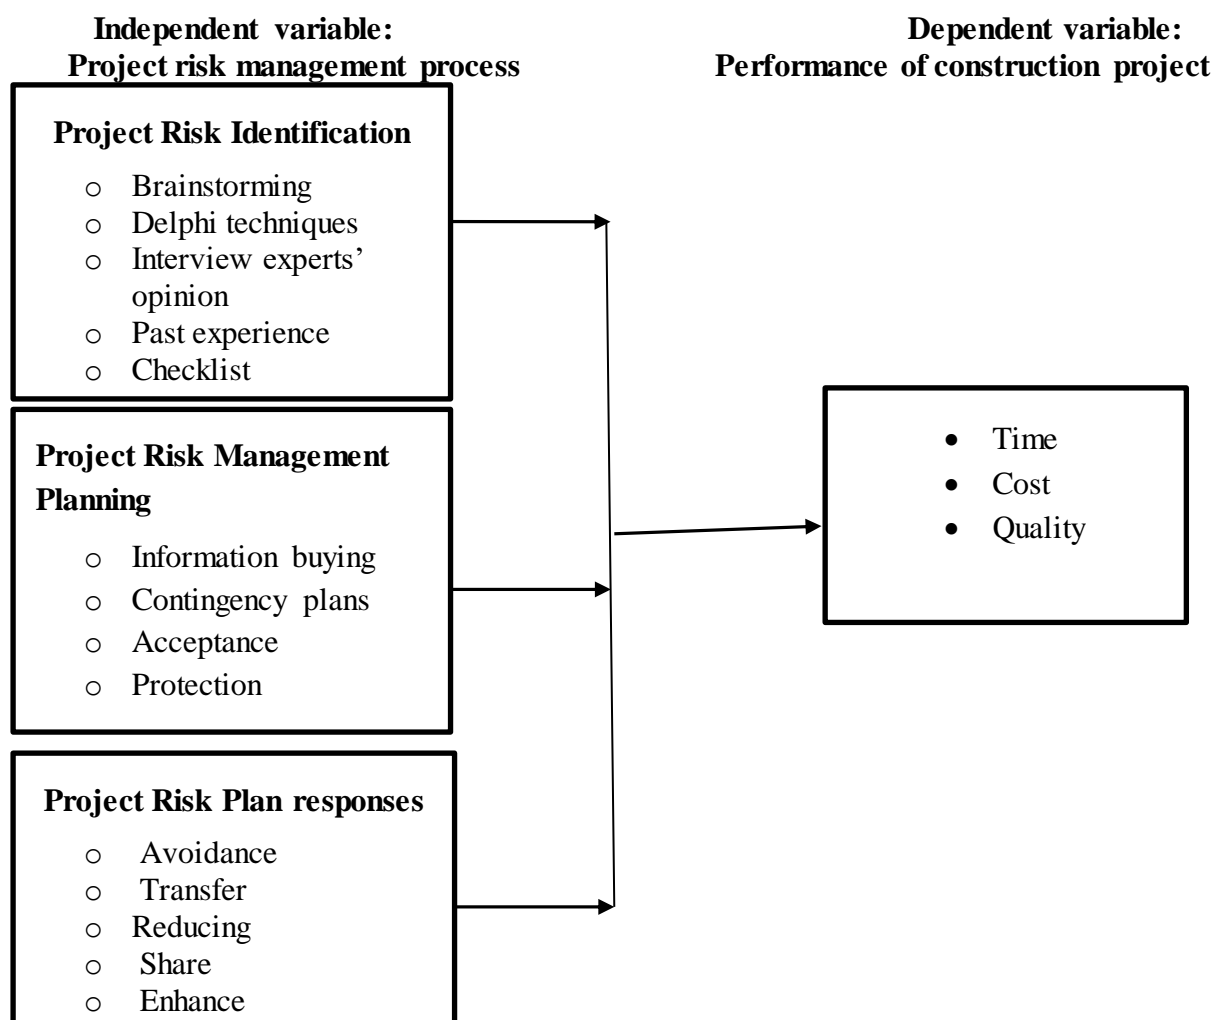 Independent variable:
Project risk management process
Dependent variable:
Performance of construction project
Project Risk Identification
o Brainstorming
o Delphi techniques
o Interview experts’
opinion
o Past experience
o Checklist
Project Risk Management
Planning
o Information buying
o Contingency plans
o Acceptance
o Protection
Project Risk Plan responses
o Avoidance
o Transfer
o Reducing
o Share
o Enhance
• Time
• Cost
• Quality